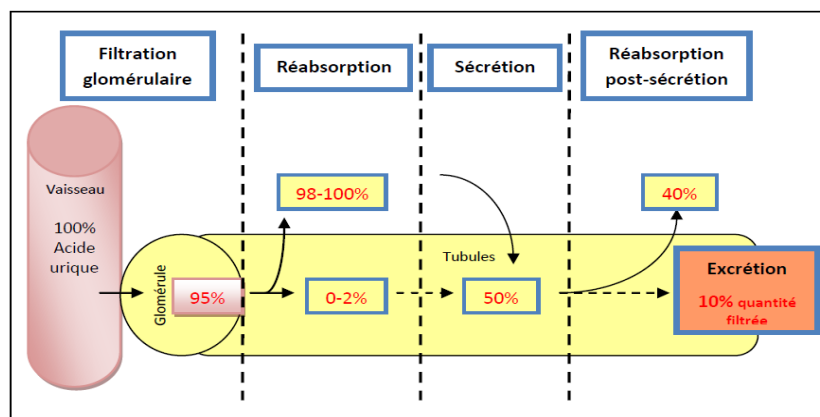 Filtration
glomérulaire
Réabsorption
Sécrétion
Réabsorption
post-sécrétion
Vaisseau
100%
Acide
urique
Glomérule
95%
98-100%
0-2%
Tubules
50%
40%
Excrétion
10% quantité
filtrée